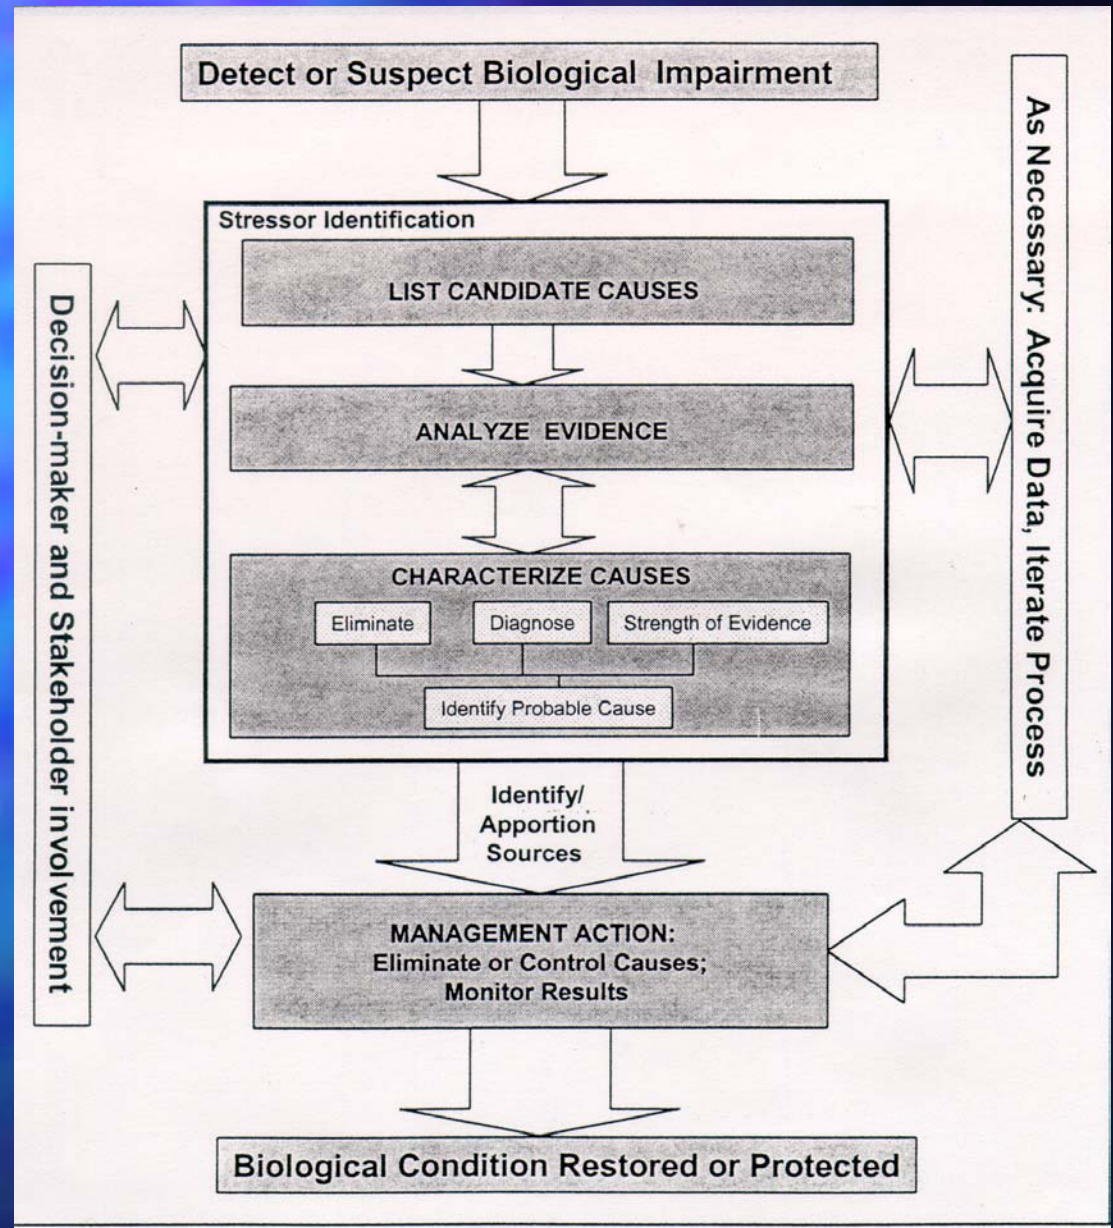 Detect or Suspect Biological Impairment
As Necessary: Acquire Data, Iterate Process
Stressor Identification
LIST CANDIDATE CAUSES
Decision-maker and Stakeholder involvement
ANALYZE EVIDENCE
CHARACTERIZE CAUSES
Eliminate
Diagnose
Strength of Evidence
Identify Probable Cause
Identify/
Apportion
Sources
MANAGEMENT ACTION:
Eliminate or Control Causes;
Monitor Results
Biological Condition Restored or Protected